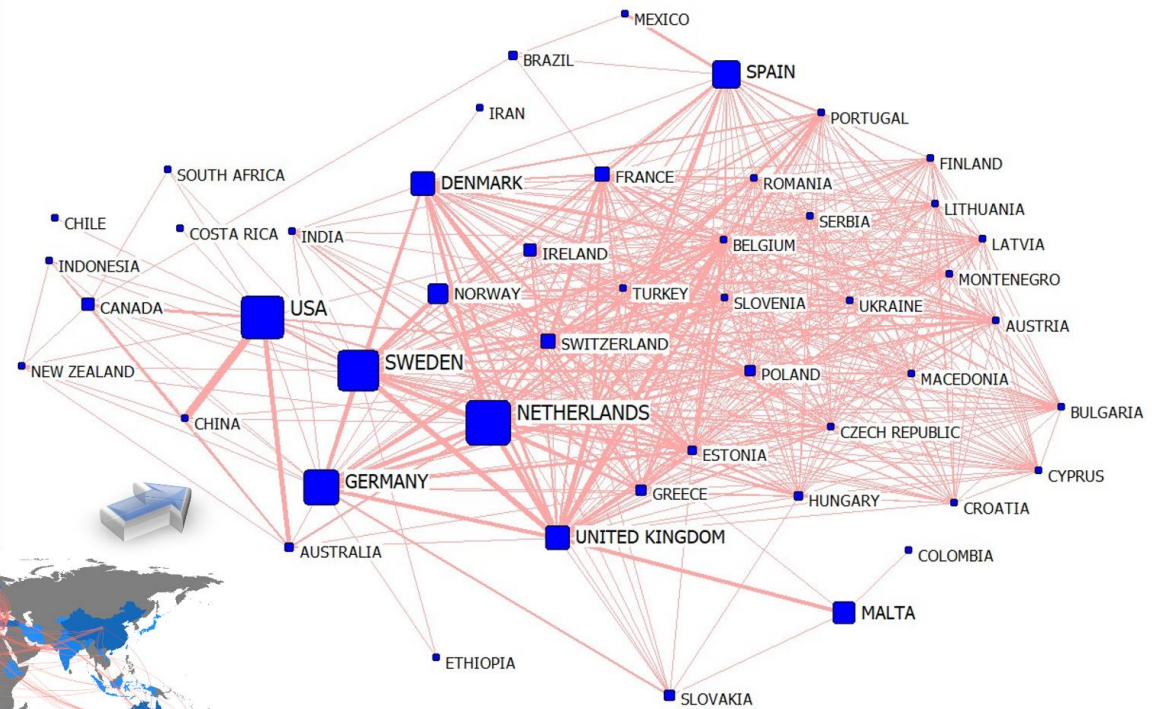 MEXICO
BRAZIL
SPAIN
IRAN
PORTUGAL
FINLAND
SOUTH AFRICA
DENMARK
FRANCE
ROMANIA
LITHUANIA
CHILE
COSTA RICA
INDIA
SERBIA
BELGIUM
LATVIA
IRELAND
INDONESIA
MONTENEGRO
NORWAY
TURKEY
SLOVENIA
UKRAINE
CANADA
USA
AUSTRIA
SWITZERLAND
SWEDEN
NEW ZEALAND
POLAND
MACEDONIA
NETHERLANDS
BULGARIA
CHINA
CZECH REPUBLIC
ESTONIA
CYPRUS
GERMANY
GREECE
HUNGARY
CROATIA
UNITED KINGDOM
AUSTRALIA
COLOMBIA
MALTA
ETHIOPIA
SLOVAKIA